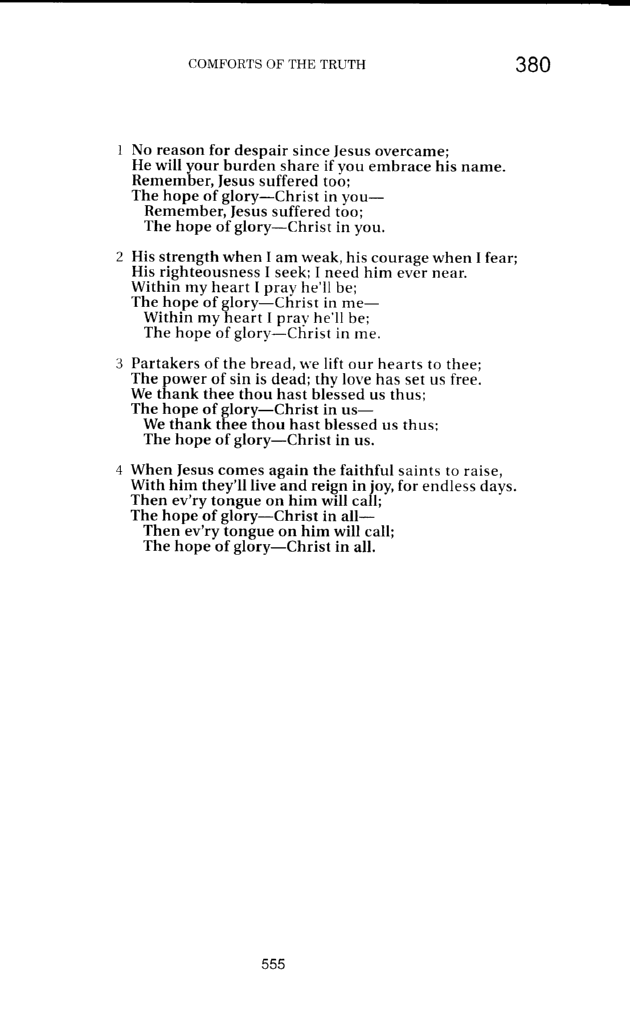 COMFORTS OF THE TRUTH 380
1 No reason for despair since Jesus overcame;
He will your burden share if you embrace his name.
Remember, Jesus suffered too;
The hope of glory—Christ in you—
Remember, Jesus suffered too;
The hope of glory—Christ in you.
2 His strength when I am weak, his courage when I fear;
His righteousness I seek; I need him ever near.
Within my heart I pray he'll be;
The hope of glory—Christ in me—
Within my heart I pray he'll be;
The hope of glory—Christ in me.
3 Partakers of the bread, we lift our hearts to thee;
The power of sin is dead; thy love has set us free.
We thank thee thou hast blessed us thus;
The hope of glory—Christ in us—
We thank thee thou hast blessed us thus;
The hope of glory—Christ in us.
4 When Jesus comes again the faithful saints to raise,
With him they'll live and reign in joy, for endless days.
Then ev'ry tongue on him will call;
The hope of glory—Christ in all—
Then ev'ry tongue on him will call;
The hope of glory—Christ in all.
555